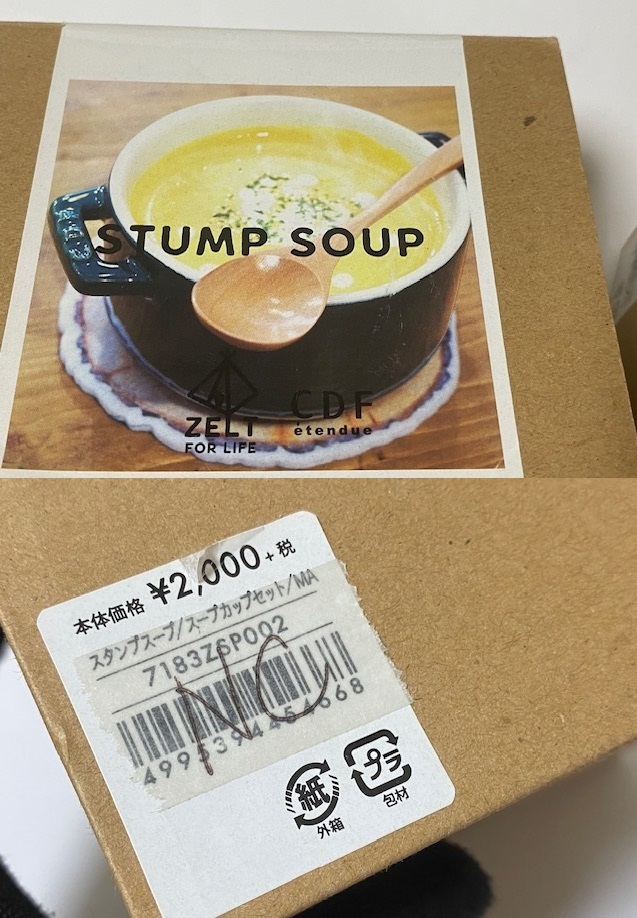 STUMP SOUP
ZELT
FOR LIFE
CDF
étendue
本体価格 ¥2,000+税
スタンプスープ/スープカップセット/MA
7183ZSP002
NC
紙
外箱
プラ
包材